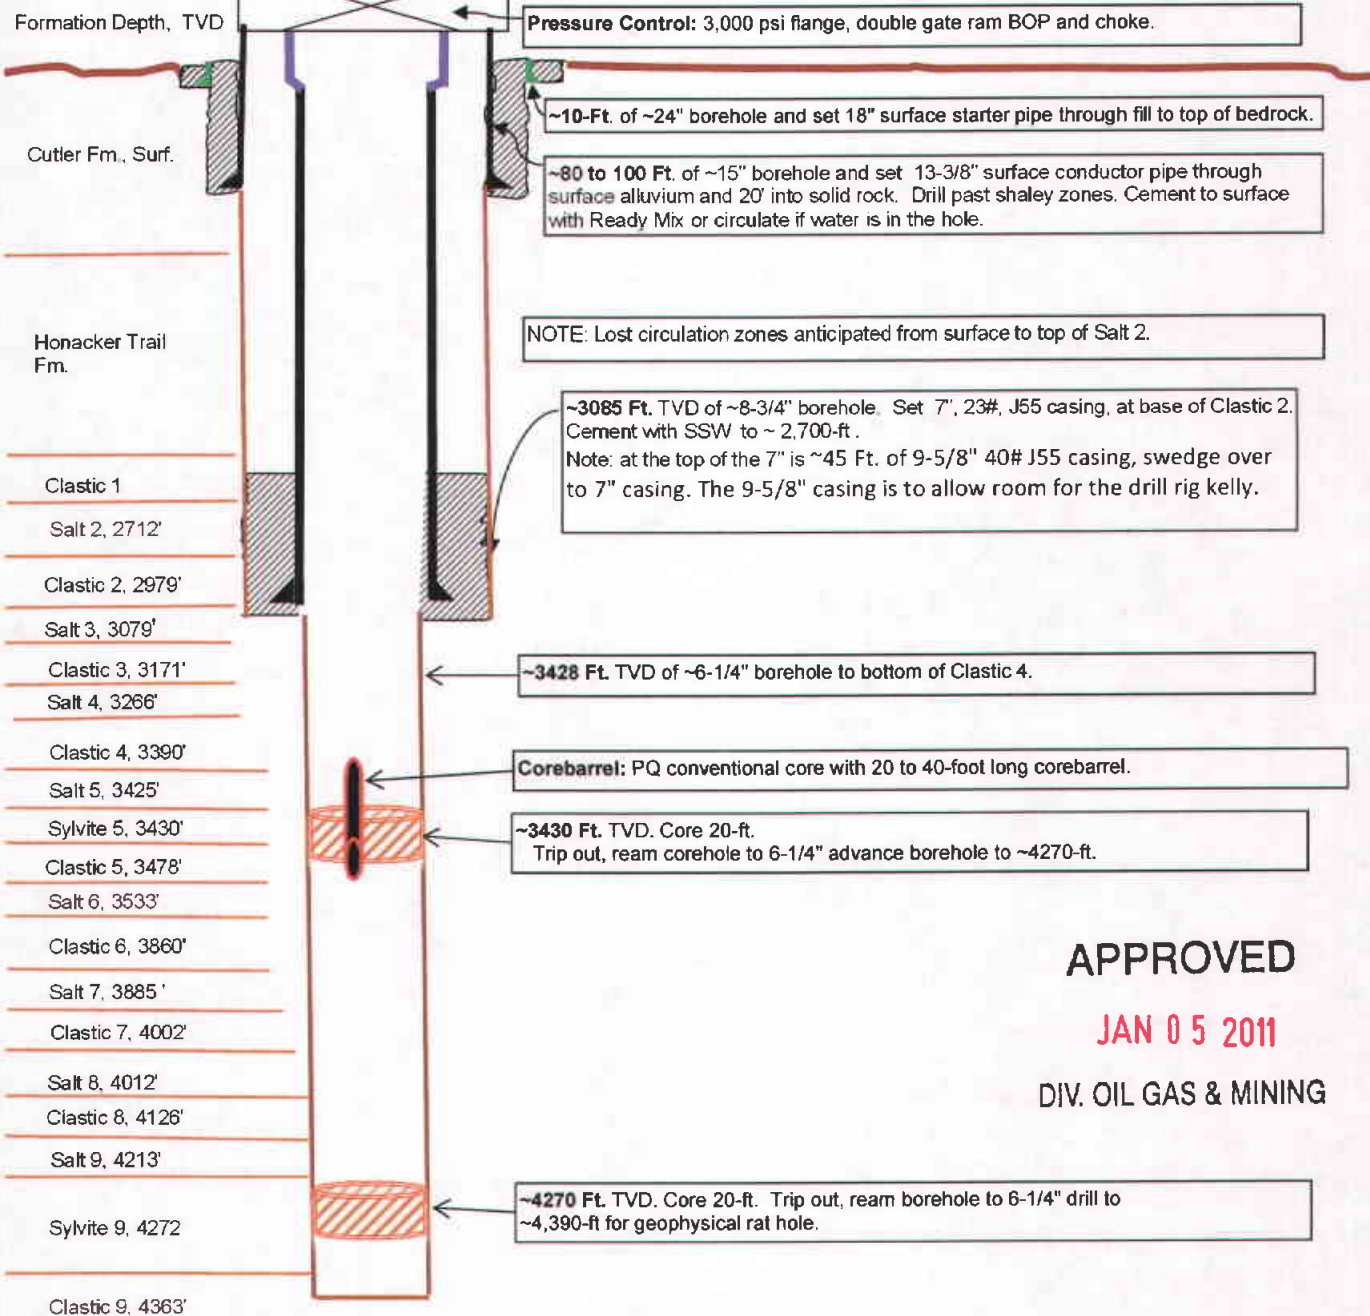 Formation Depth, TVD
Pressure Control: 3,000 psi flange, double gate ram BOP and choke.
~10-Ft. of ~24" borehole and set 18" surface starter pipe through fill to top of bedrock.
Cutler Fm., Surf.
~80 to 100 Ft. of ~15" borehole and set 13-3/8" surface conductor pipe through
surface alluvium and 20' into solid rock. Drill past shaley zones. Cement to surface
with Ready Mix or circulate if water is in the hole.
Honacker Trail
Fm.
NOTE: Lost circulation zones anticipated from surface to top of Salt 2.
~3085 Ft. TVD of ~8-3/4" borehole. Set 7", 23#, J55 casing, at base of Clastic 2.
Cement with SSW to ~ 2,700-ft .
Note: at the top of the 7" is ~45 Ft. of 9-5/8" 40# J55 casing, swedge over
to 7" casing. The 9-5/8" casing is to allow room for the drill rig kelly.
Clastic 1
Salt 2, 2712'
Clastic 2, 2979'
Salt 3, 3079'
Clastic 3, 3171'
~3428 Ft. TVD of ~6-1/4" borehole to bottom of Clastic 4.
Salt 4, 3266'
Clastic 4, 3390'
Corebarrel: PQ conventional core with 20 to 40-foot long corebarrel.
Salt 5, 3425'
Sylvite 5, 3430'
~3430 Ft. TVD. Core 20-ft.
Trip out, ream corehole to 6-1/4" advance borehole to ~4270-ft.
Clastic 5, 3478'
Salt 6, 3533'
Clastic 6, 3860'
Salt 7, 3885 '
Clastic 7, 4002'
APPROVED
JAN 05 2011
DIV. OIL GAS & MINING
Salt 8, 4012'
Clastic 8, 4126'
Salt 9, 4213'
~4270 Ft. TVD. Core 20-ft. Trip out, ream borehole to 6-1/4" drill to
~4,390-ft for geophysical rat hole.
Sylvite 9, 4272
Clastic 9, 4363'